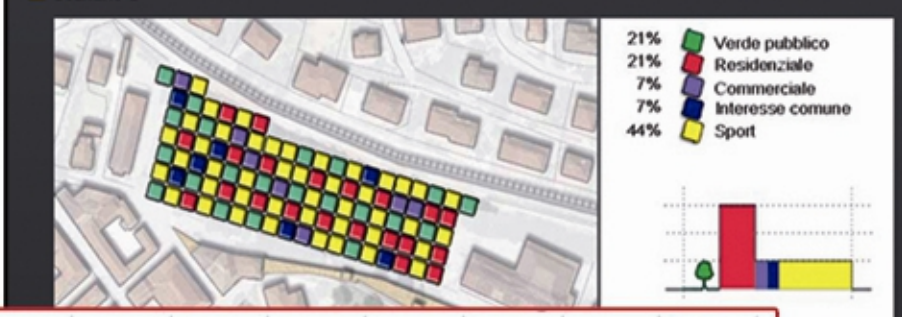 21% Verde pubblico
21% Residenziale
7% Commerciale
7% Interesse comune
44% Sport